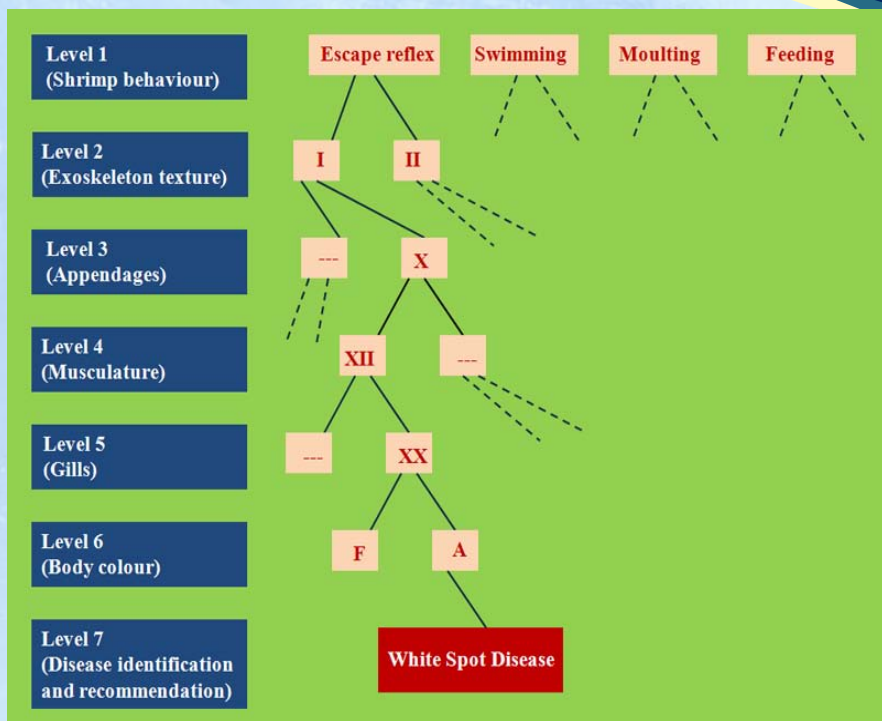 Level 1
(Shrimp behaviour)
Escape reflex
Swimming
Moulting
Feeding
Level 2
(Exoskeleton texture)
I
II
Level 3
(Appendages)
---
X
Level 4
(Musculature)
XII
---
Level 5
(Gills)
---
XX
Level 6
(Body colour)
F
A
Level 7
(Disease identification
and recommendation)
White Spot Disease